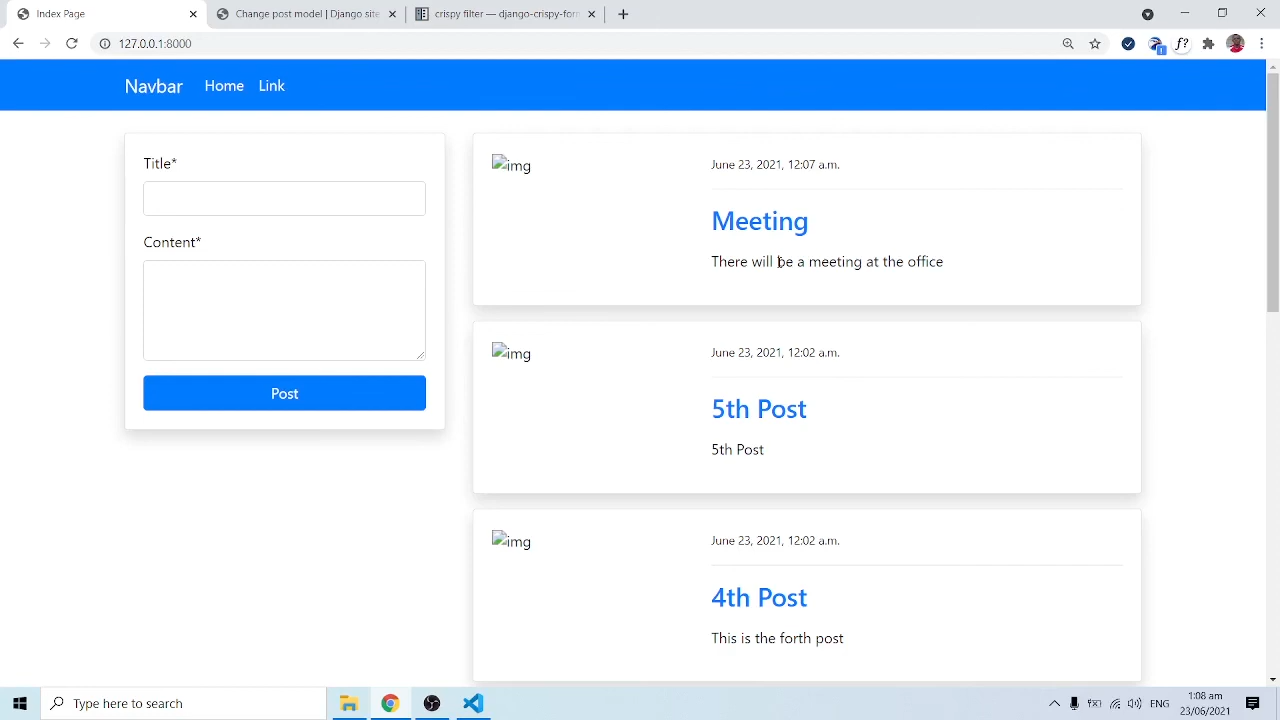 Index Page
Change post model | Django site
crispy filter — django-crispy-form
127.0.0.1:8000
Navbar Home Link
Title*
Content*
Post
img
June 23, 2021, 12:07 a.m.
Meeting
There will be a meeting at the office
img
June 23, 2021, 12:02 a.m.
5th Post
5th Post
img
June 23, 2021, 12:02 a.m.
4th Post
This is the forth post
Type here to search
ENG
1:08 am
23/06/2021